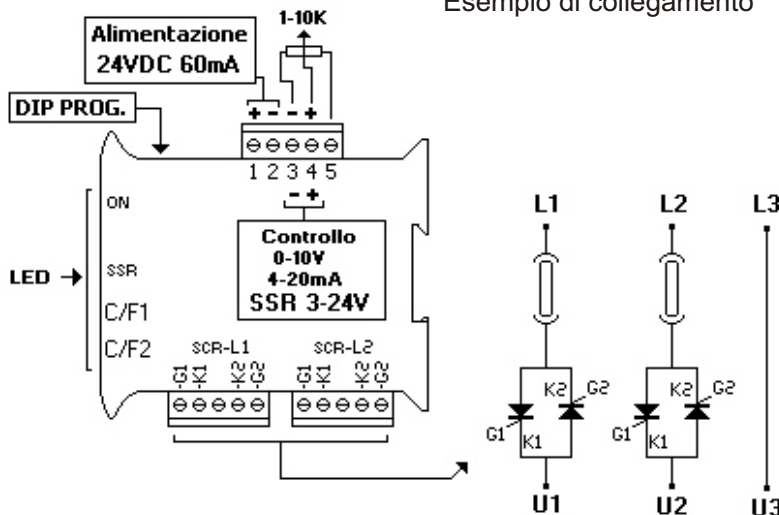 Esempio di collegamento
Alimentazione
24VDC 60mA
1-10K
+ - - +
DIP PROG.
1 2 3 4 5
- +
ON
Controllo
0-10V
4-20mA
SSR 3-24V
LED
SSR
C/F1
C/F2
SCR-L1
SCR-L2
-G1
-K1
-K2
-G2
-G1
-K1
-K2
-G2
L1
L2
L3
K2
G2
K2
G2
G1
K1
G1
K1
U1
U2
U3